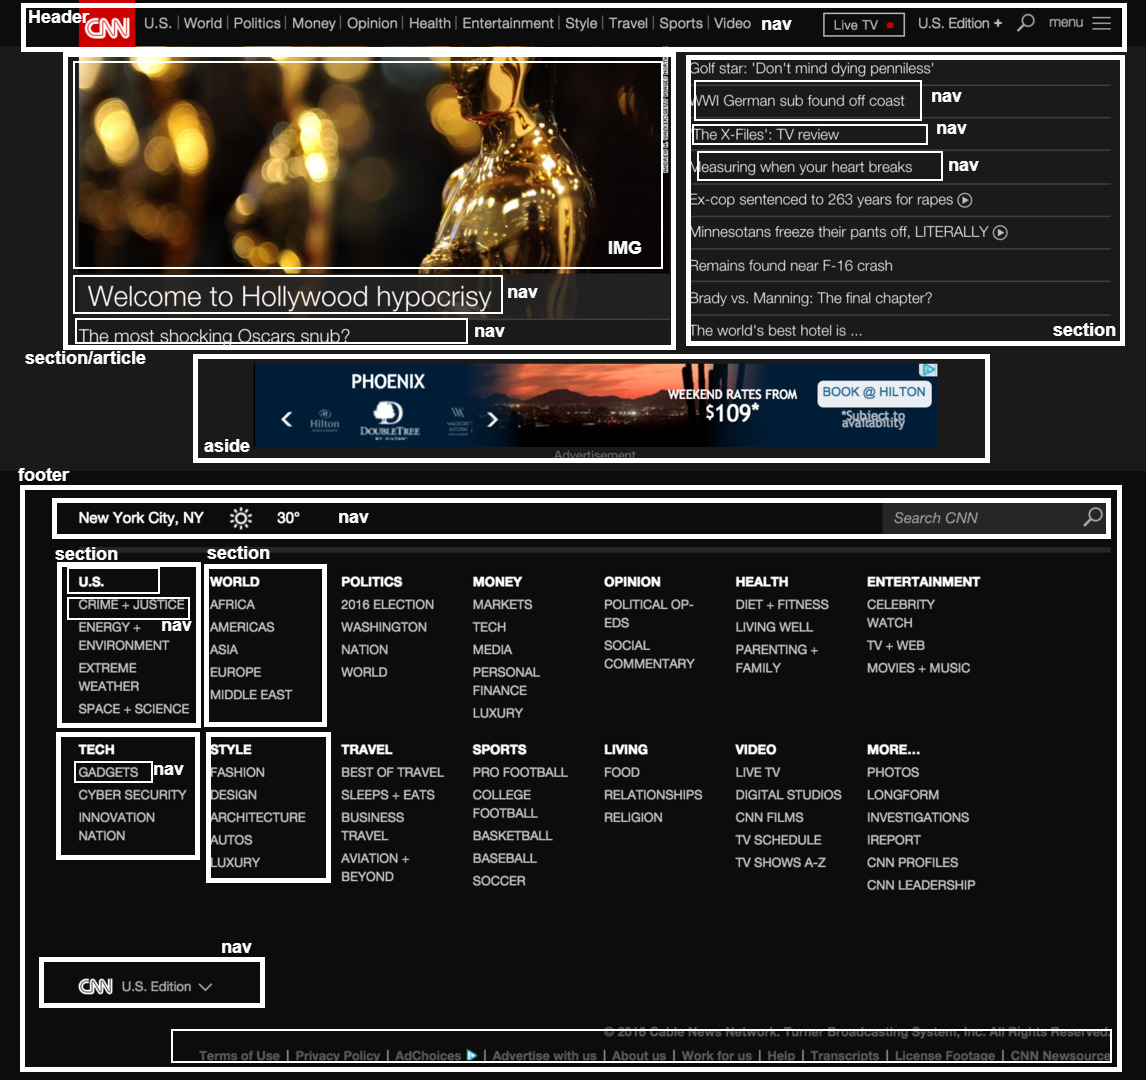 Header
CNN U.S. World Politics Money Opinion Health Entertainment Style Travel Sports Video nav Live TV U.S. Edition + menu
IMG
Welcome to Hollywood hypocrisy nav
The most shocking Oscars snub? nav
section/article
Golf star: 'Don't mind dying penniless'
WWI German sub found off coast nav
'The X-Files': TV review nav
Measuring when your heart breaks nav
Ex-cop sentenced to 263 years for rapes
Minnesotans freeze their pants off, LITERALLY
Remains found near F-16 crash
Brady vs. Manning: The final chapter?
The world's best hotel is ...
section
PHOENIX
Hilton
DOUBLETREE
BY HILTON
WEEKEND RATES FROM
$109*
BOOK @ HILTON
*Subject to
availability
aside
Advertisement
footer
New York City, NY 30° nav Search CNN
section section
U.S. WORLD POLITICS MONEY OPINION HEALTH ENTERTAINMENT
CRIME + JUSTICE
nav
ENERGY +
ENVIRONMENT
EXTREME
WEATHER
SPACE + SCIENCE
AFRICA
AMERICAS
ASIA
EUROPE
MIDDLE EAST
2016 ELECTION
WASHINGTON
NATION
WORLD
MARKETS
TECH
MEDIA
PERSONAL
FINANCE
LUXURY
POLITICAL OP-
EDS
SOCIAL
COMMENTARY
DIET + FITNESS
LIVING WELL
PARENTING +
FAMILY
CELEBRITY
WATCH
TV + WEB
MOVIES + MUSIC
TECH STYLE TRAVEL SPORTS LIVING VIDEO MORE...
GADGETS nav
CYBER SECURITY
INNOVATION
NATION
FASHION
DESIGN
ARCHITECTURE
AUTOS
LUXURY
BEST OF TRAVEL
SLEEPS + EATS
BUSINESS
TRAVEL
AVIATION +
BEYOND
PRO FOOTBALL
COLLEGE
FOOTBALL
BASKETBALL
BASEBALL
SOCCER
FOOD
RELATIONSHIPS
RELIGION
LIVE TV
DIGITAL STUDIOS
CNN FILMS
TV SCHEDULE
TV SHOWS A-Z
PHOTOS
LONGFORM
INVESTIGATIONS
IREPORT
CNN PROFILES
CNN LEADERSHIP
nav
CNN U.S. Edition
© 2016 Cable News Network. Turner Broadcasting System, Inc. All Rights Reserved.
Terms of Use | Privacy Policy | AdChoices | Advertise with us | About us | Work for us | Help | Transcripts | License Footage | CNN Newsource